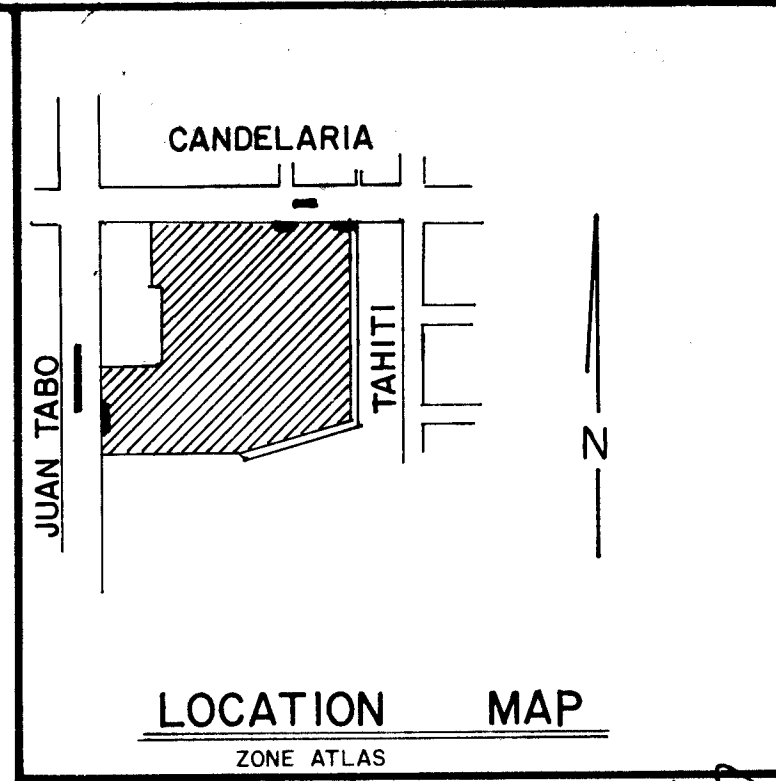 CANDELARIA
JUAN TABO
TAHITI
N
LOCATION MAP
ZONE ATLAS